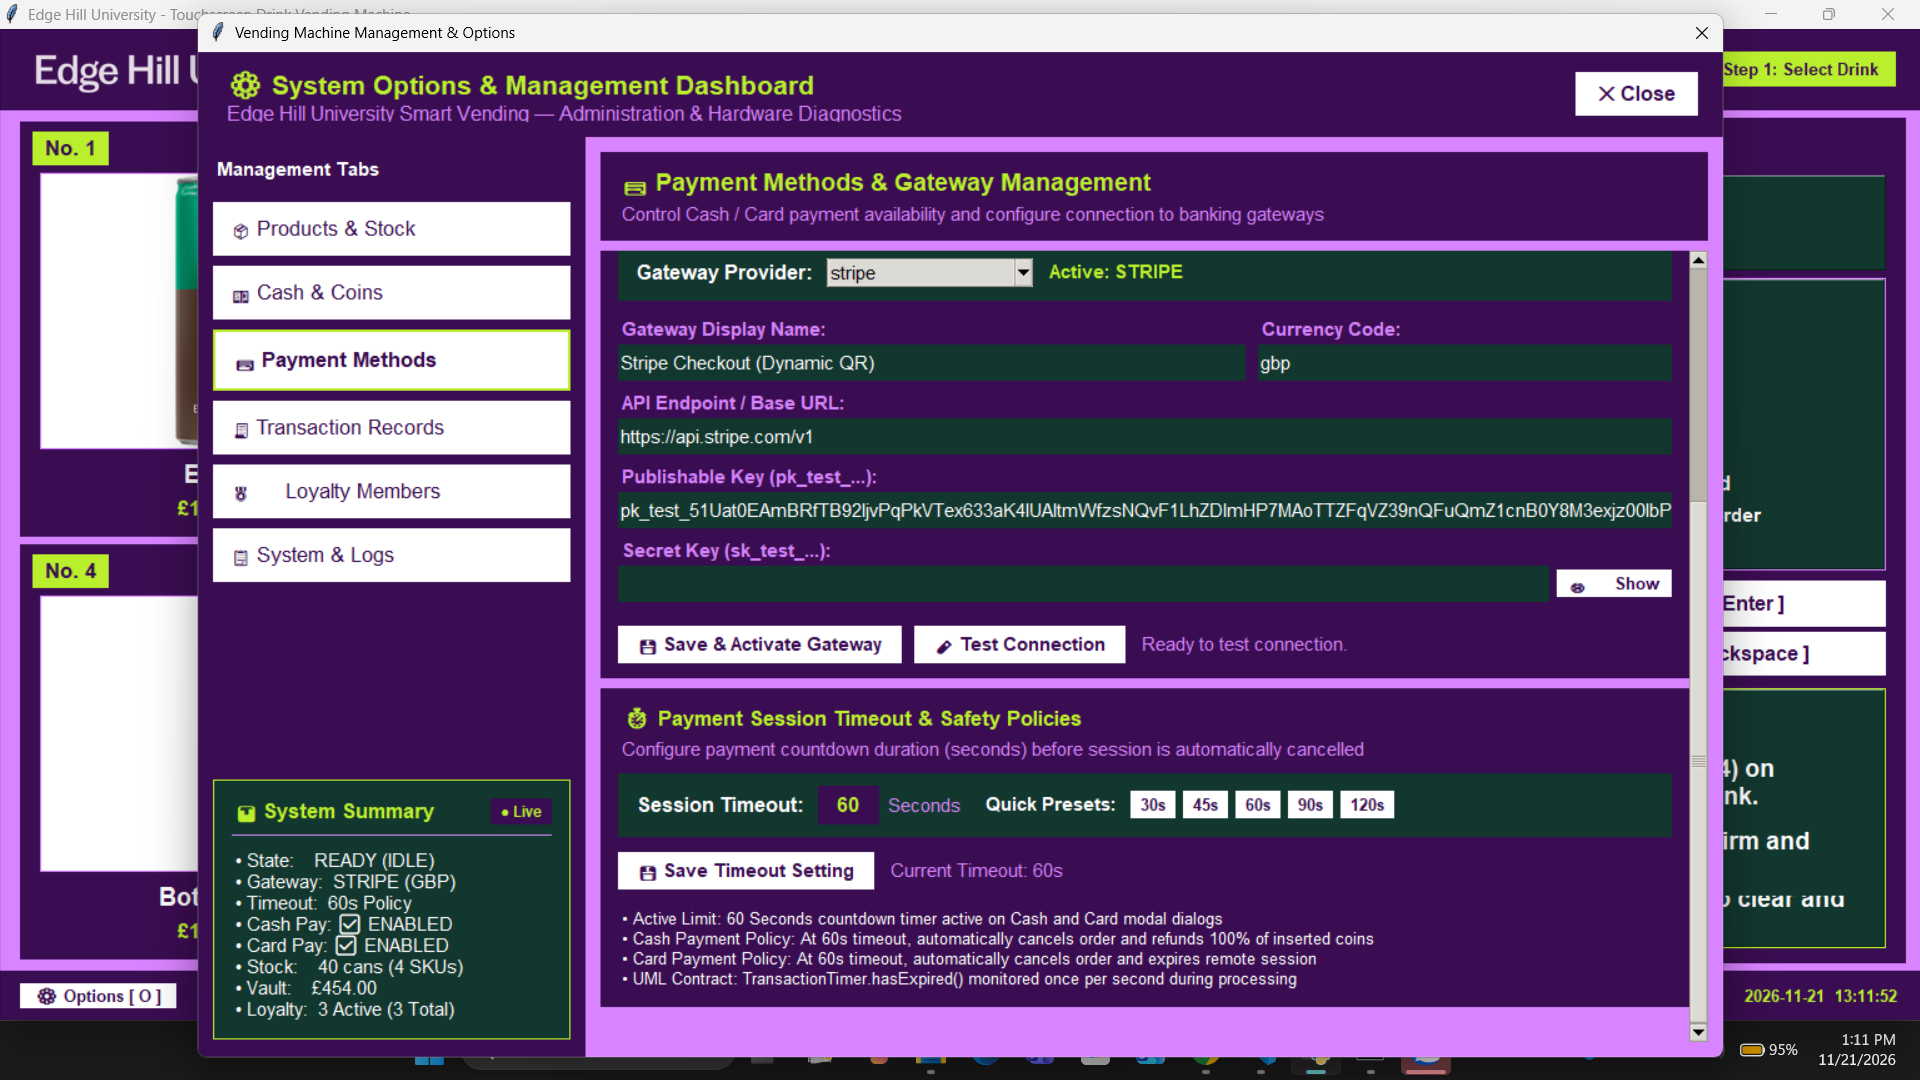 Edge Hill University - Touchscreen Drink Vending Machine
Vending Machine Management & Options
Edge Hill U
System Options & Management Dashboard
Edge Hill University Smart Vending — Administration & Hardware Diagnostics
✕ Close
Step 1: Select Drink
No. 1
£1
No. 4
Bot
£1
Options [ O ]
Management Tabs
Products & Stock
Cash & Coins
Payment Methods
Transaction Records
Loyalty Members
System & Logs
System Summary
● Live
• State: READY (IDLE)
• Gateway: STRIPE (GBP)
• Timeout: 60s Policy
• Cash Pay: ☑ ENABLED
• Card Pay: ☑ ENABLED
• Stock: 40 cans (4 SKUs)
• Vault: £454.00
• Loyalty: 3 Active (3 Total)
Payment Methods & Gateway Management
Control Cash / Card payment availability and configure connection to banking gateways
Gateway Provider: stripe Active: STRIPE
Gateway Display Name: Currency Code:
Stripe Checkout (Dynamic QR) gbp
API Endpoint / Base URL:
https://api.stripe.com/v1
Publishable Key (pk_test_...):
pk_test_51Uat0EAmBRfTB92ljvPqPkVTex633aK4lUAltmWfzsNQvF1LhZDlmHP7MAoTTZFqVZ39nQFuQmZ1cnB0Y8M3exjz00lbP
Secret Key (sk_test_...):
Show
Save & Activate Gateway Test Connection Ready to test connection.
Payment Session Timeout & Safety Policies
Configure payment countdown duration (seconds) before session is automatically cancelled
Session Timeout: 60 Seconds Quick Presets: 30s 45s 60s 90s 120s
Save Timeout Setting Current Timeout: 60s
• Active Limit: 60 Seconds countdown timer active on Cash and Card modal dialogs
• Cash Payment Policy: At 60s timeout, automatically cancels order and refunds 100% of inserted coins
• Card Payment Policy: At 60s timeout, automatically cancels order and expires remote session
• UML Contract: TransactionTimer.hasExpired() monitored once per second during processing
rder
Enter ]
ckspace ]
4) on
nk.
irm and
o clear and
2026-11-21 13:11:52
95%
1:11 PM
11/21/2026